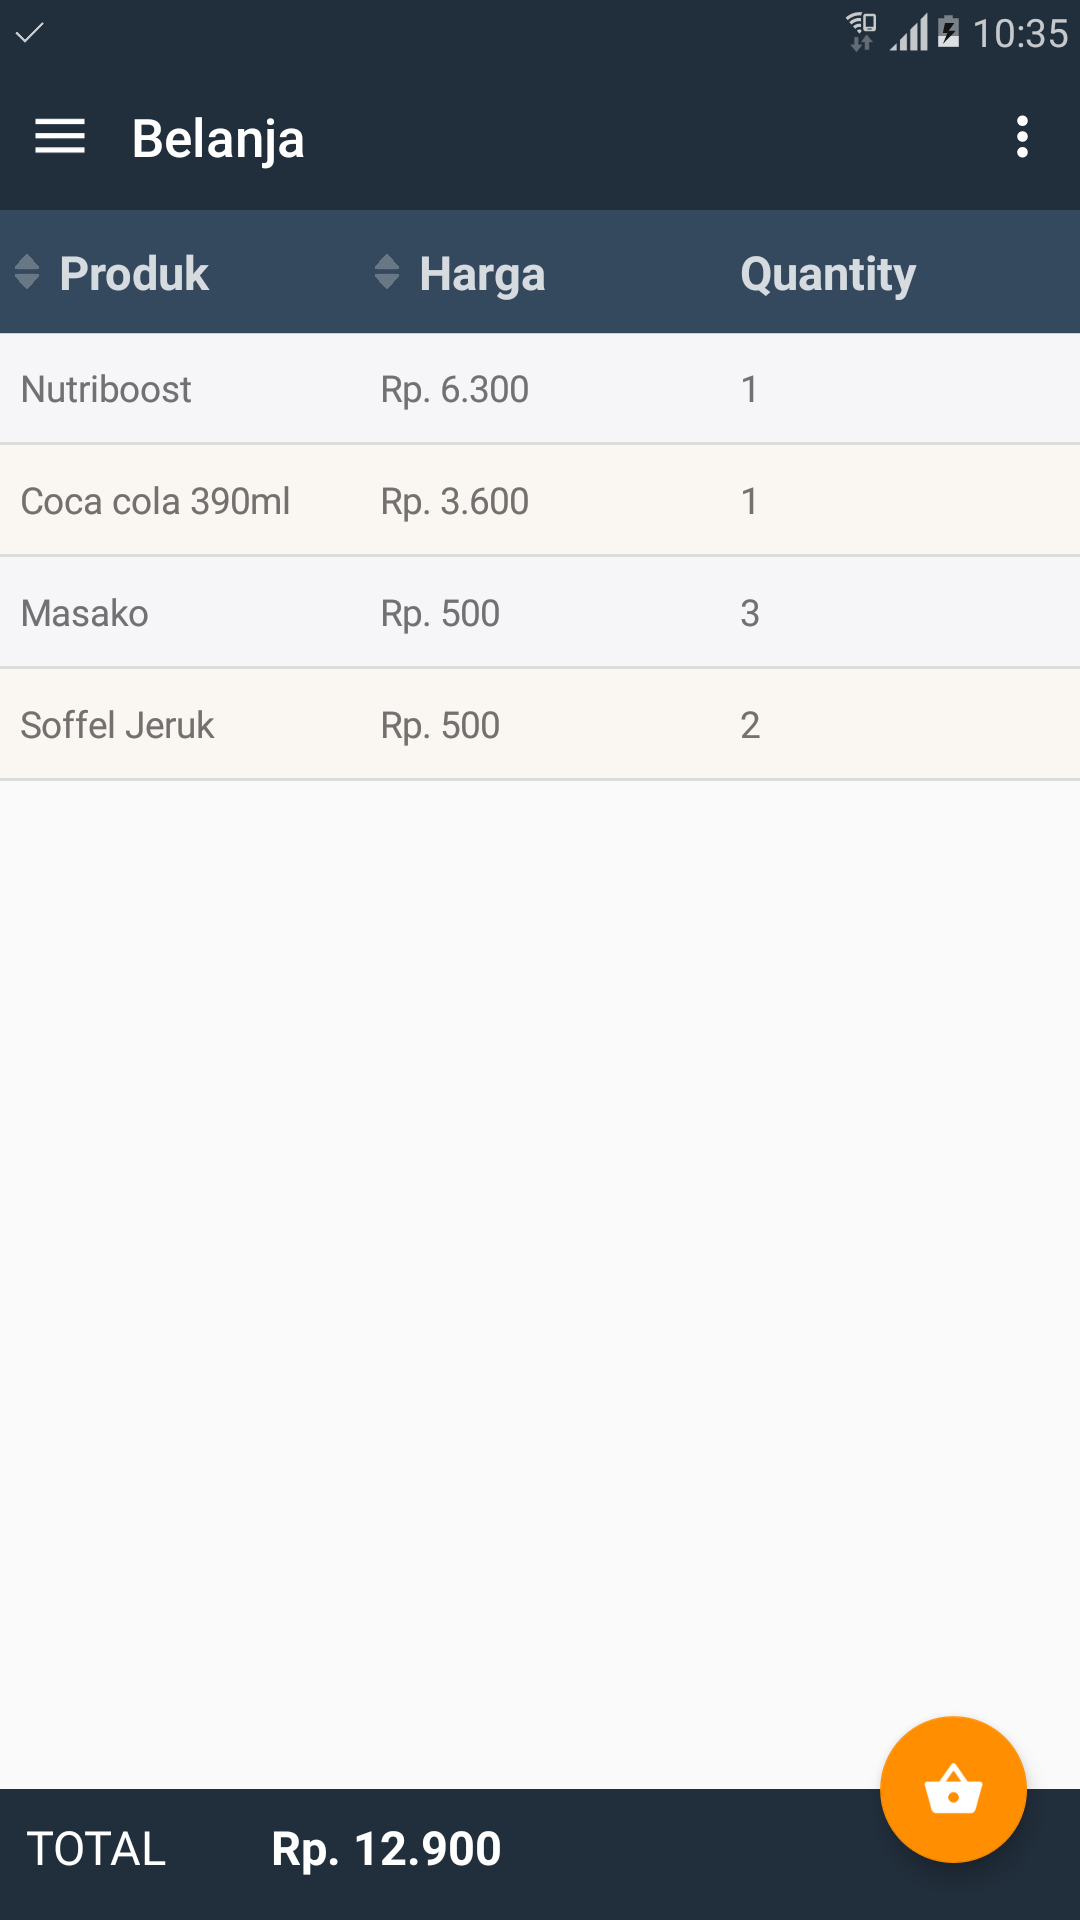 10:35
Belanja
Produk Harga Quantity
Nutriboost Rp. 6.300 1
Coca cola 390ml Rp. 3.600 1
Masako Rp. 500 3
Soffel Jeruk Rp. 500 2
TOTAL Rp. 12.900